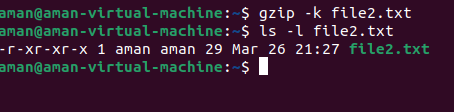 aman@aman-virtual-machine:~$ gzip -k file2.txt
aman@aman-virtual-machine:~$ ls -l file2.txt
-r-xr-xr-x 1 aman aman 29 Mar 26 21:27 file2.txt
aman@aman-virtual-machine:~$